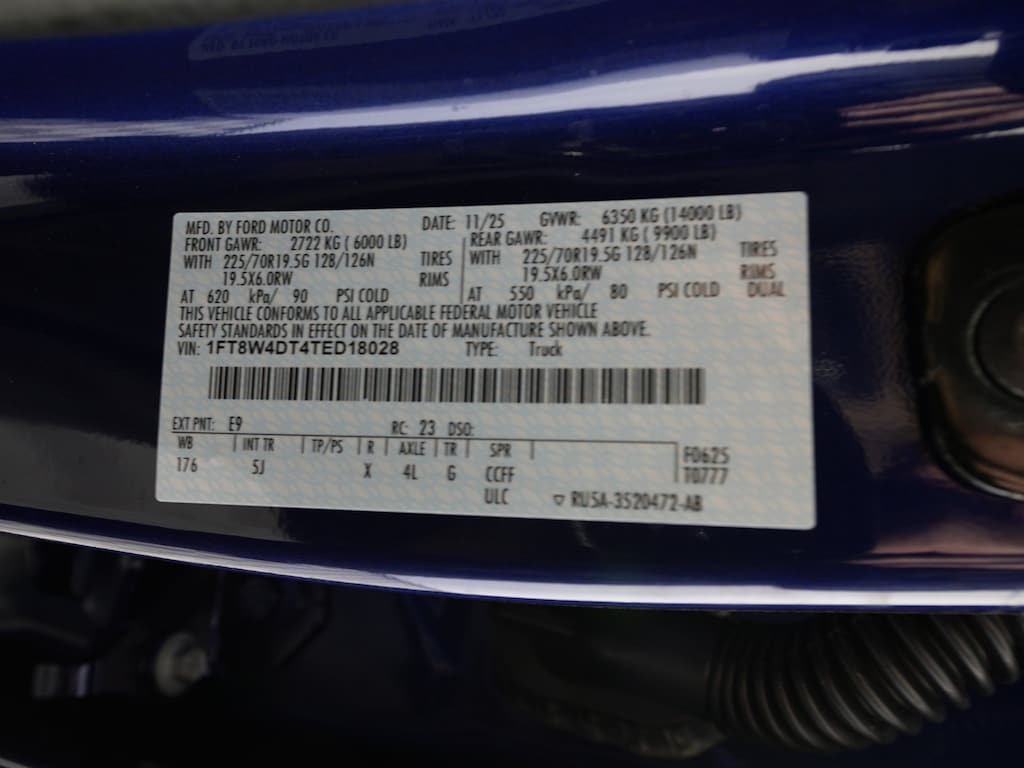 MFD. BY FORD MOTOR CO. DATE: 11/25 GVWR: 6350 KG (14000 LB)
FRONT GAWR: 2722 KG ( 6000 LB) REAR GAWR: 4491 KG ( 9900 LB)
WITH 225/70R19.5G 128/126N TIRES WITH 225/70R19.5G 128/126N TIRES
19.5X6.0RW RIMS 19.5X6.0RW RIMS
AT 620 kPa/ 90 PSI COLD AT 550 kPa/ 80 PSI COLD DUAL
THIS VEHICLE CONFORMS TO ALL APPLICABLE FEDERAL MOTOR VEHICLE
SAFETY STANDARDS IN EFFECT ON THE DATE OF MANUFACTURE SHOWN ABOVE.
VIN: 1FT8W4DT4TED18028 TYPE: Truck
EXT PNT: E9 RC: 23 DSO:
WB INT TR TP/PS R AXLE TR SPR F0625
176 5J X 4L G CCFF T0777
ULC ▽ RU5A-3520472-AB